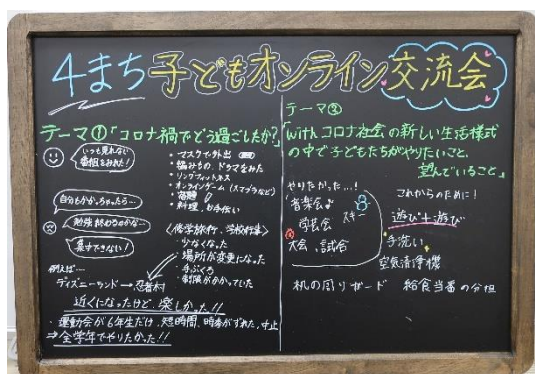 4まち子どもオンライン交流会
テーマ①「コロナ禍でどう過ごしたか?」
いつも見れない
番組をみれた!
・マスクで外出
・編みもの、ドラマをみた
・リングフィットネス
・オンラインゲーム(スマブラなど)
・宿題
・料理、お手伝い
自分もかかっちゃったら…
勉強終わるのかな…
集中できない!
〈修学旅行、学校行事〉
・少なくなった
・場所が変更になった
・手ぶくろ
・制限がかかっていた
例えば…
ディズニーランド→忍者村
近くになったけど、楽しかった!!
・運動会が6年生だけ、短時間、時季がずれた、中止
⇒全学年でやりたかった!!
テーマ②
「withコロナ社会の新しい生活様式
の中で子どもたちがやりたいこと、
望んでいること」
やりたかった…!
音楽会♪
学芸会
スキー
大会、試合
これからのために!
遊び+遊び
手洗い
空気清浄機
机の周りガード
給食当番の分担